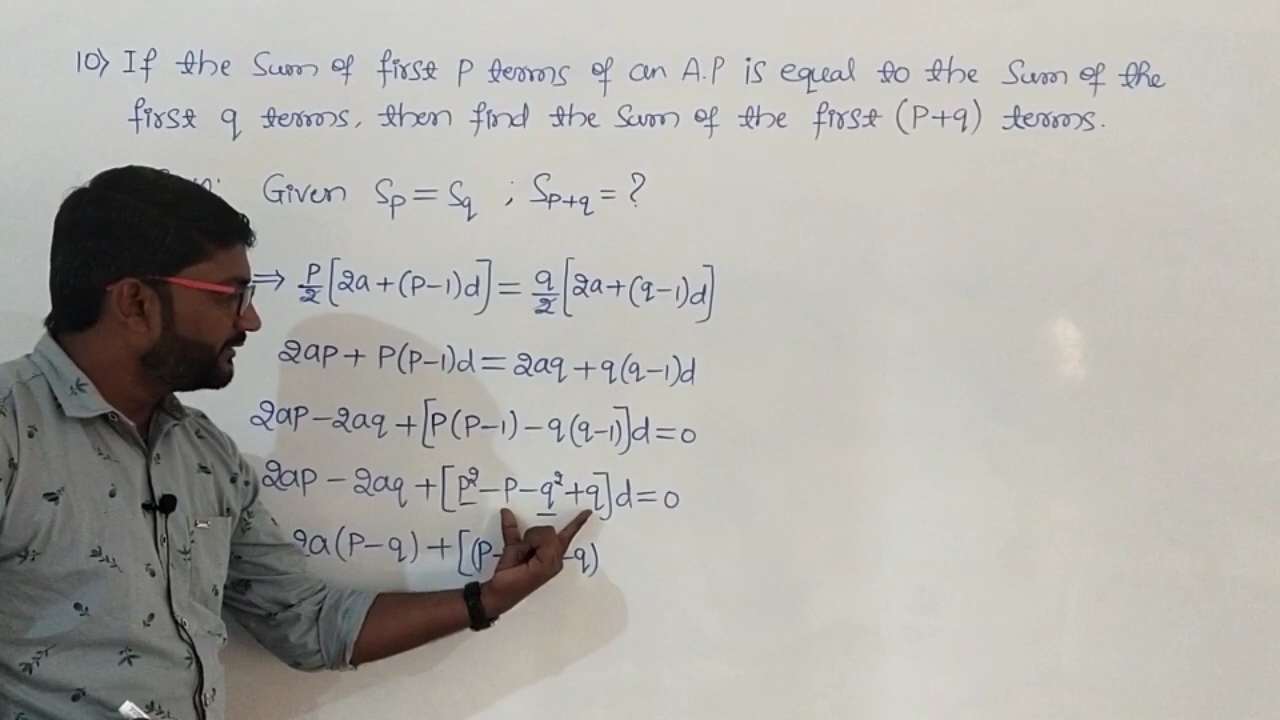 10) If the Sum of first P terms of an A.P is equal to the Sum of the
first q terms, then find the Sum of the first (P+q) terms.
Given Sp = Sq ; Sp+q = ?
⇒ P/2 [2a + (P-1)d] = q/2 [2a + (q-1)d]
2aP + P(P-1)d = 2aq + q(q-1)d
2aP - 2aq + [P(P-1) - q(q-1)]d = 0
2aP - 2aq + [P² - P - q² + q]d = 0
2a(P-q) + [(P- -q)